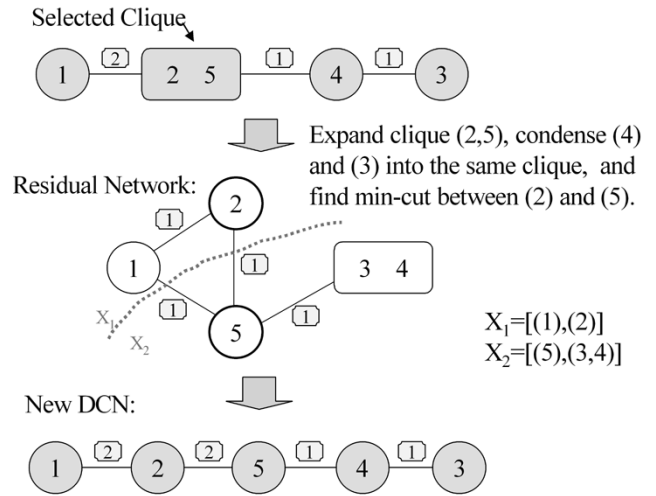 Selected Clique
1 2 2 5 1 4 1 3
Expand clique (2,5), condense (4)
and (3) into the same clique, and
find min-cut between (2) and (5).
Residual Network:
2
1
1 1 3 4
1 1
X1 5
X2
X1=[(1),(2)]
X2=[(5),(3,4)]
New DCN:
1 2 2 2 5 1 4 1 3